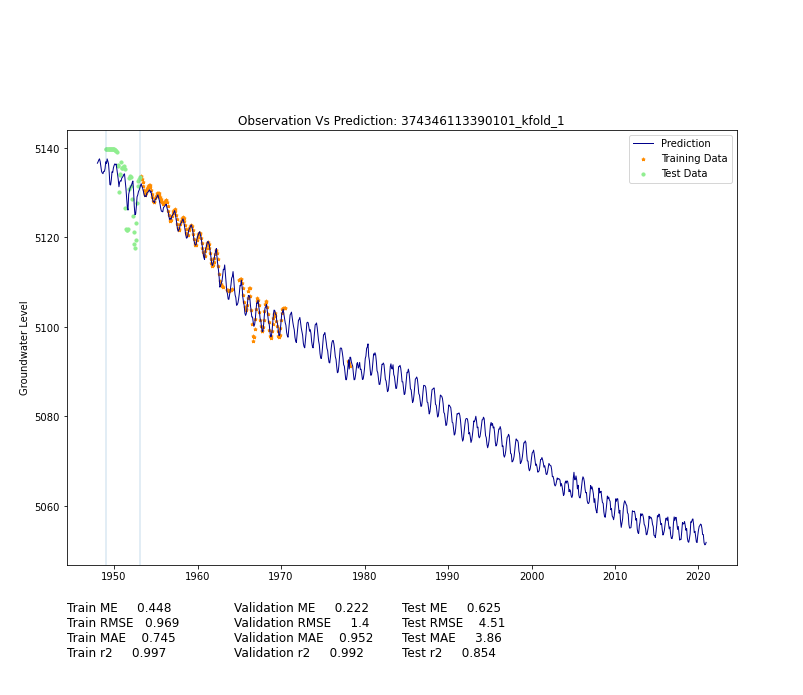 Observation Vs Prediction: 374346113390101_kfold_1
Prediction
Training Data
Test Data
5140
5120
5100
5080
5060
Groundwater Level
1950 1960 1970 1980 1990 2000 2010 2020
Train ME 0.448 Validation ME 0.222 Test ME 0.625
Train RMSE 0.969 Validation RMSE 1.4 Test RMSE 4.51
Train MAE 0.745 Validation MAE 0.952 Test MAE 3.86
Train r2 0.997 Validation r2 0.992 Test r2 0.854